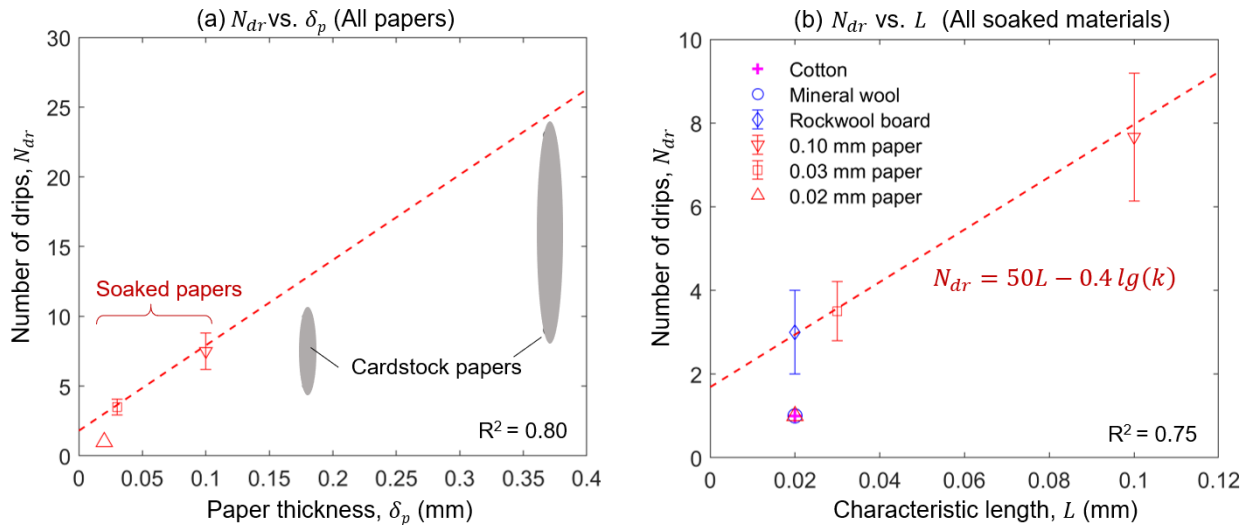 (a) N_dr vs. δ_p (All papers)
30
25
20
15
10
5
0
Number of drips, N_dr
Soaked papers
Cardstock papers
R² = 0.80
0 0.05 0.1 0.15 0.2 0.25 0.3 0.35 0.4
Paper thickness, δ_p (mm)
(b) N_dr vs. L (All soaked materials)
10
8
6
4
2
0
Number of drips, N_dr
Cotton
Mineral wool
Rockwool board
0.10 mm paper
0.03 mm paper
0.02 mm paper
N_dr = 50L − 0.4 lg(k)
R² = 0.75
0 0.02 0.04 0.06 0.08 0.1 0.12
Characteristic length, L (mm)